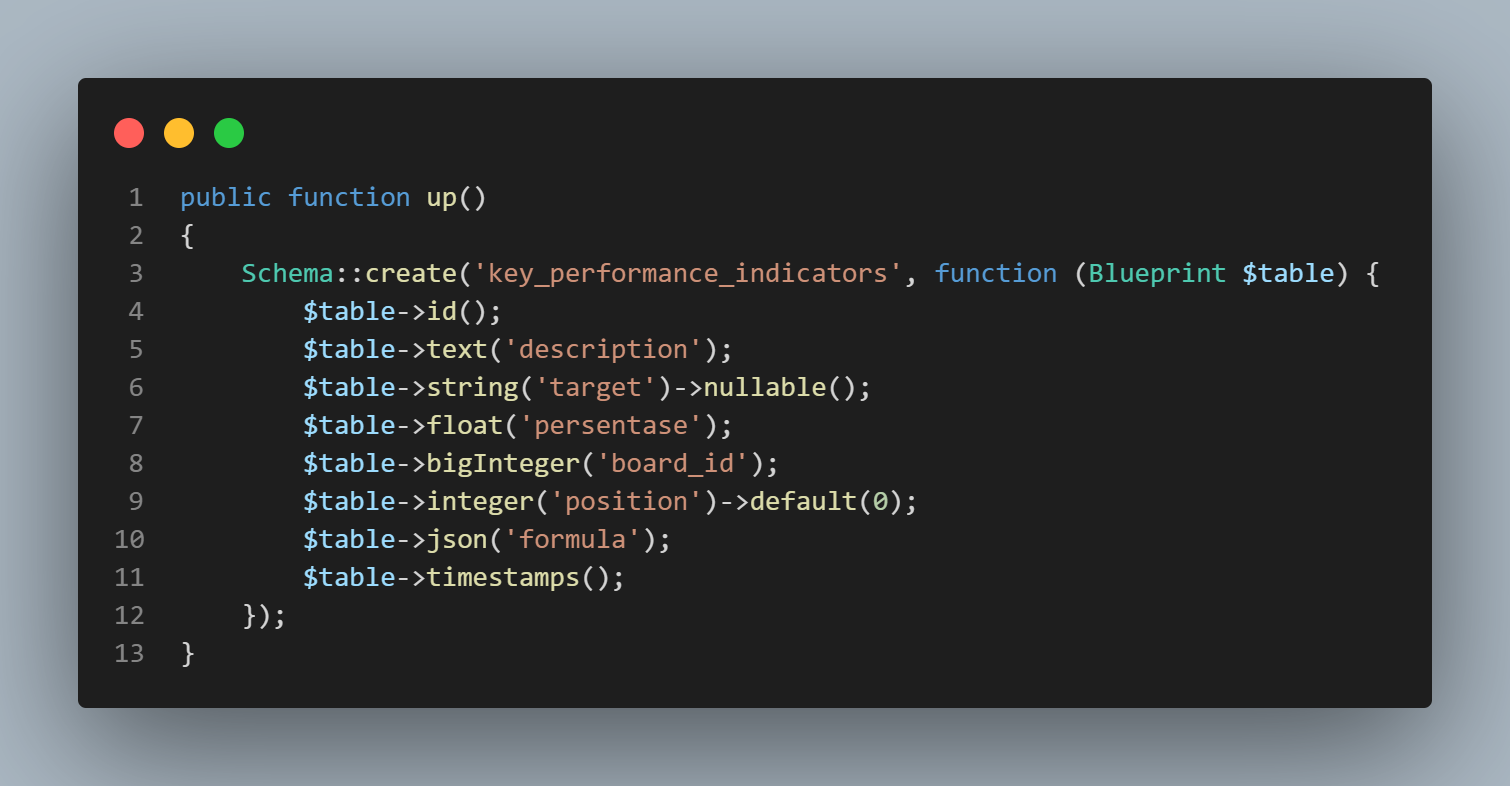 1 public function up()
2 {
3     Schema::create('key_performance_indicators', function (Blueprint $table) {
4         $table->id();
5         $table->text('description');
6         $table->string('target')->nullable();
7         $table->float('persentase');
8         $table->bigInteger('board_id');
9         $table->integer('position')->default(0);
10         $table->json('formula');
11         $table->timestamps();
12     });
13 }